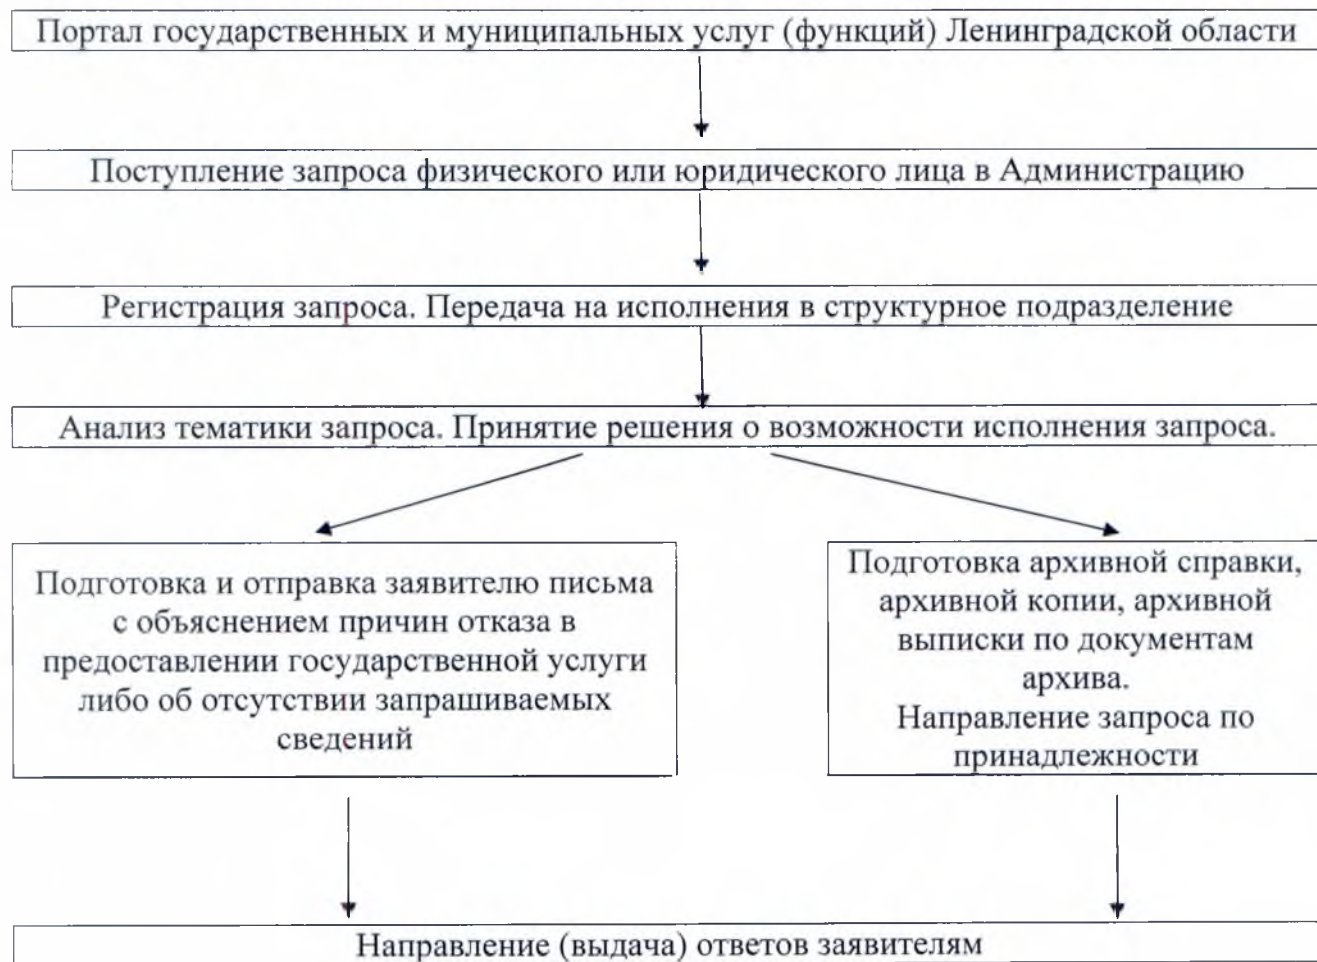 Портал государственных и муниципальных услуг (функций) Ленинградской области
Поступление запроса физического или юридического лица в Администрацию
Регистрация запроса. Передача на исполнения в структурное подразделение
Анализ тематики запроса. Принятие решения о возможности исполнения запроса.
Подготовка и отправка заявителю письма
с объяснением причин отказа в
предоставлении государственной услуги
либо об отсутствии запрашиваемых
сведений
Подготовка архивной справки,
архивной копии, архивной
выписки по документам
архива.
Направление запроса по
принадлежности
Направление (выдача) ответов заявителям